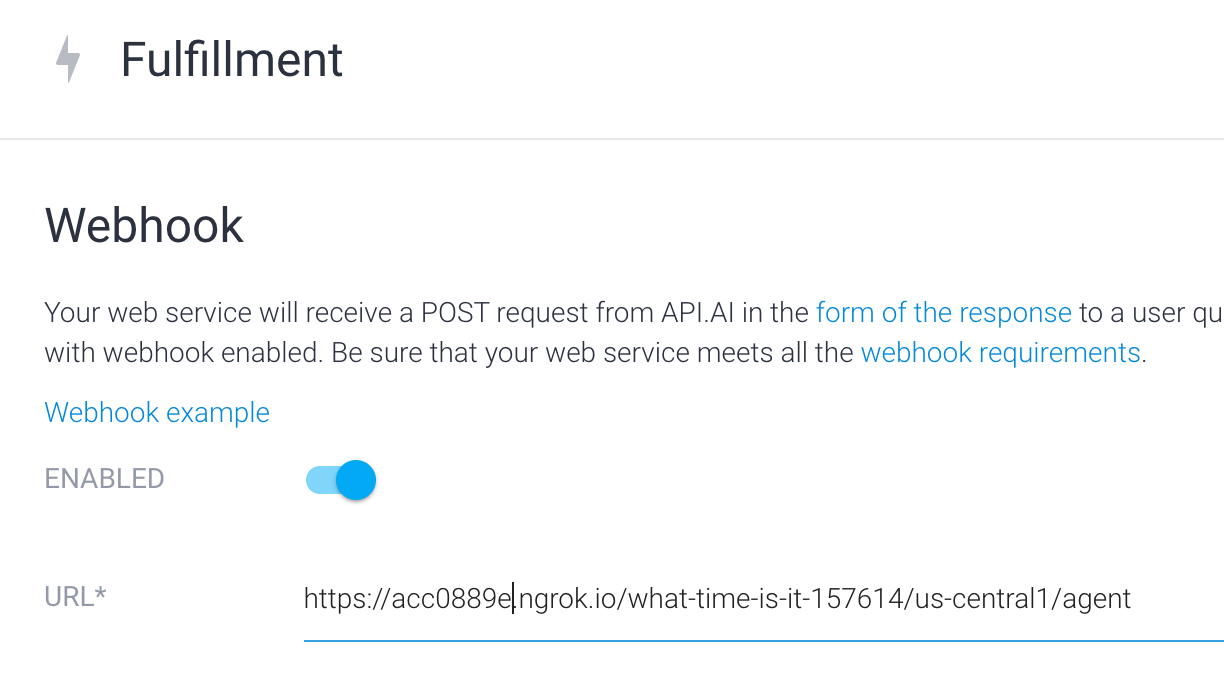 Fulfillment
Webhook
Your web service will receive a POST request from API.AI in the form of the response to a user qu
with webhook enabled. Be sure that your web service meets all the webhook requirements.
Webhook example
ENABLED
URL* https://acc0889e.ngrok.io/what-time-is-it-157614/us-central1/agent